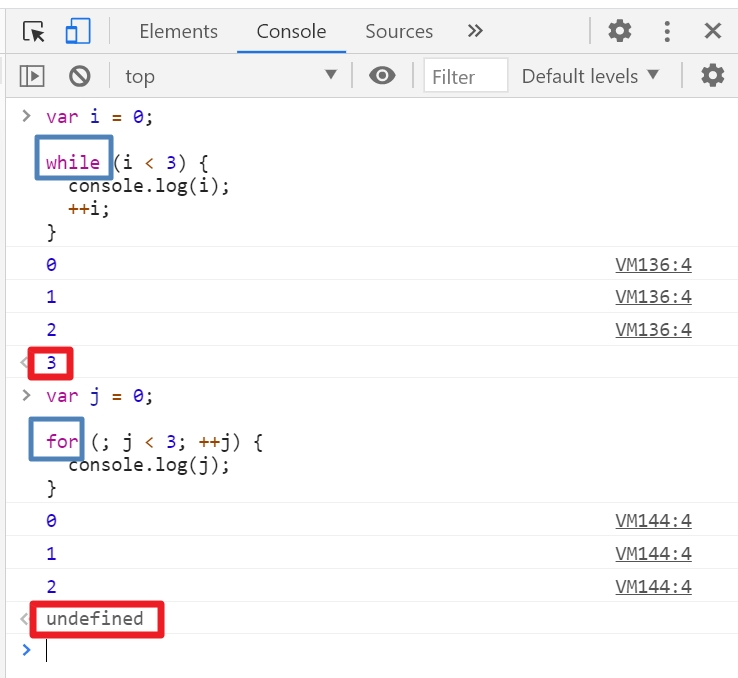 Elements Console Sources »
top Filter Default levels ▼
> var i = 0;
while (i < 3) {
  console.log(i);
  ++i;
}
0 VM136:4
1 VM136:4
2 VM136:4
< 3
> var j = 0;
for (; j < 3; ++j) {
  console.log(j);
}
0 VM144:4
1 VM144:4
2 VM144:4
< undefined
>